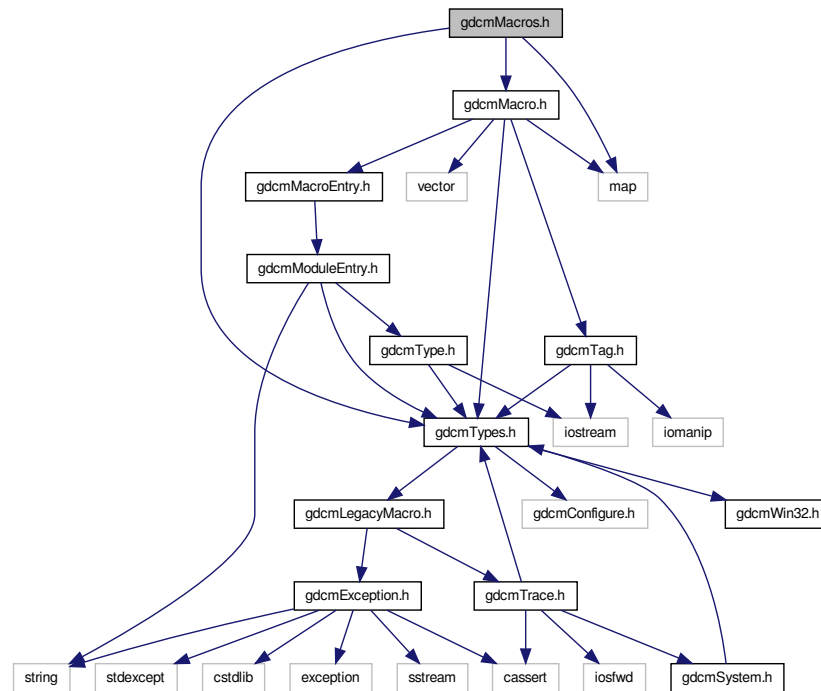 gdcmMacros.h
gdcmMacro.h
gdcmMacroEntry.h
vector
map
gdcmModuleEntry.h
gdcmType.h
gdcmTag.h
gdcmTypes.h
iostream
iomanip
gdcmLegacyMacro.h
gdcmConfigure.h
gdcmWin32.h
gdcmException.h
gdcmTrace.h
string
stdexcept
cstdlib
exception
sstream
cassert
iosfwd
gdcmSystem.h